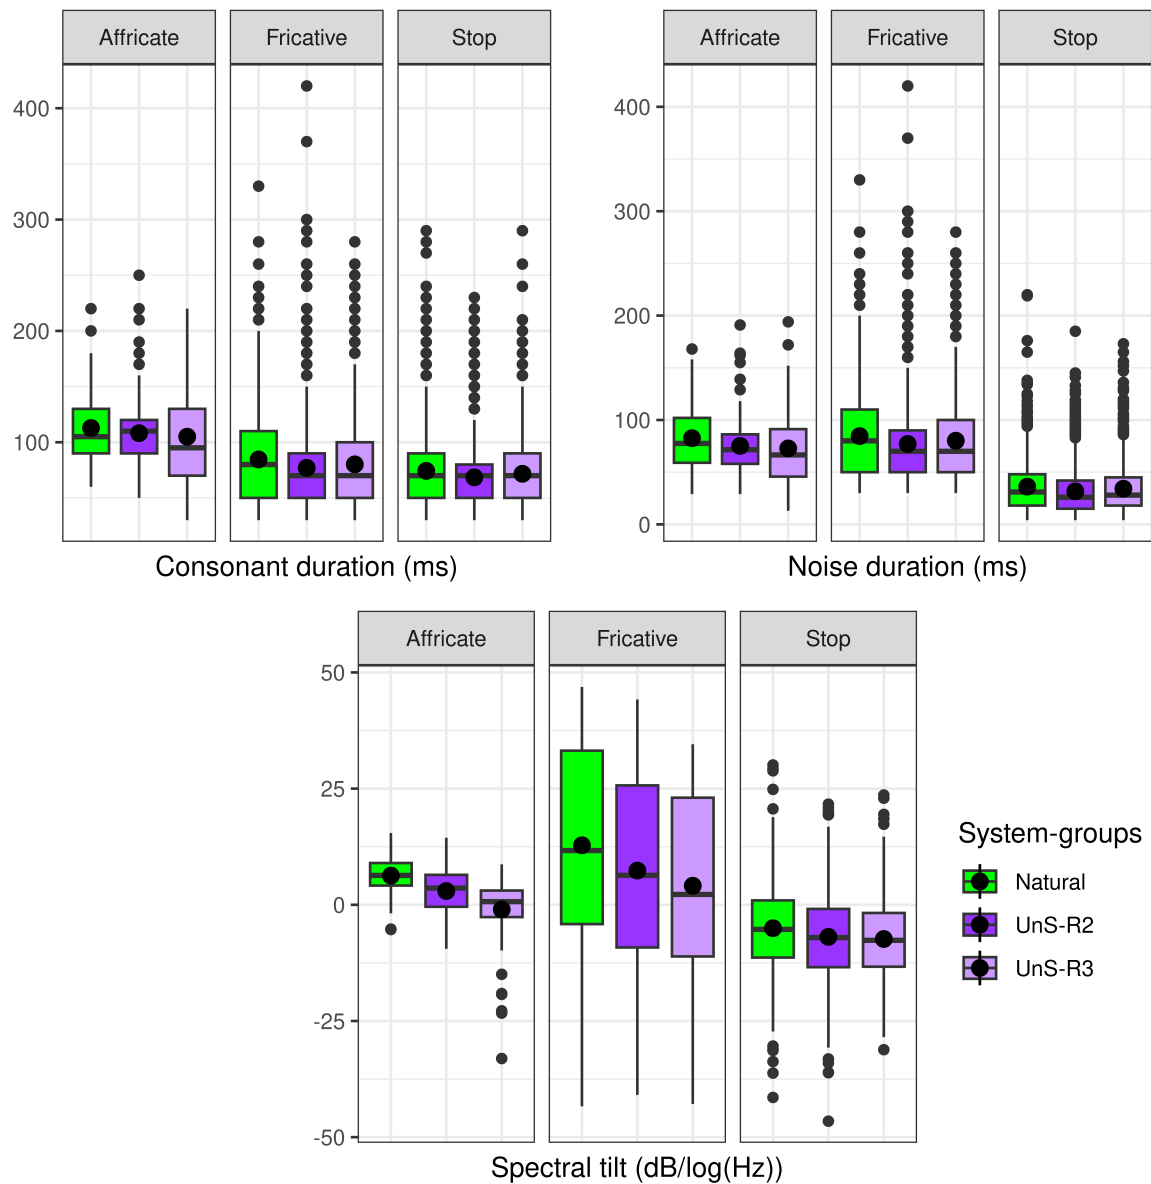 Affricate Fricative Stop
400
300
200
100
Consonant duration (ms)
Affricate Fricative Stop
400
300
200
100
0
Noise duration (ms)
Affricate Fricative Stop
50
25
0
-25
-50
Spectral tilt (dB/log(Hz))
System-groups
Natural
UnS-R2
UnS-R3